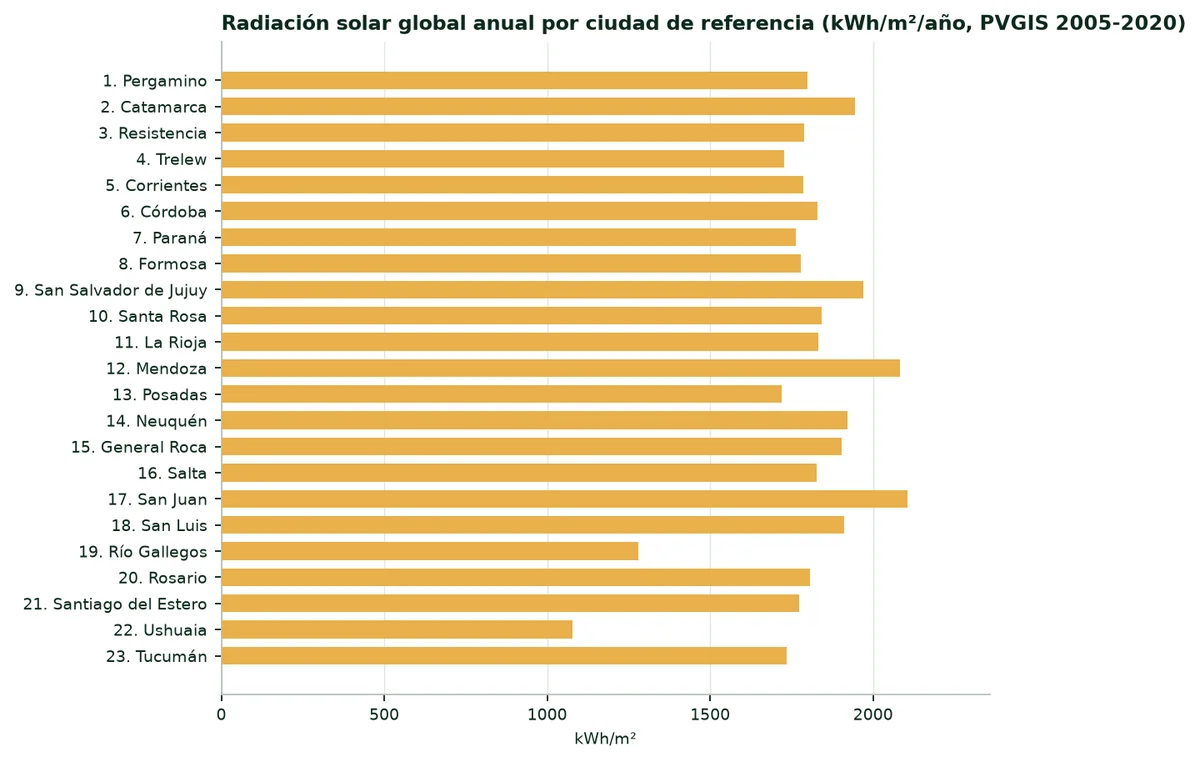 Radiación solar global anual por ciudad de referencia (kWh/m²/año, PVGIS 2005-2020)
1. Pergamino
2. Catamarca
3. Resistencia
4. Trelew
5. Corrientes
6. Córdoba
7. Paraná
8. Formosa
9. San Salvador de Jujuy
10. Santa Rosa
11. La Rioja
12. Mendoza
13. Posadas
14. Neuquén
15. General Roca
16. Salta
17. San Juan
18. San Luis
19. Río Gallegos
20. Rosario
21. Santiago del Estero
22. Ushuaia
23. Tucumán
0 500 1000 1500 2000
kWh/m²